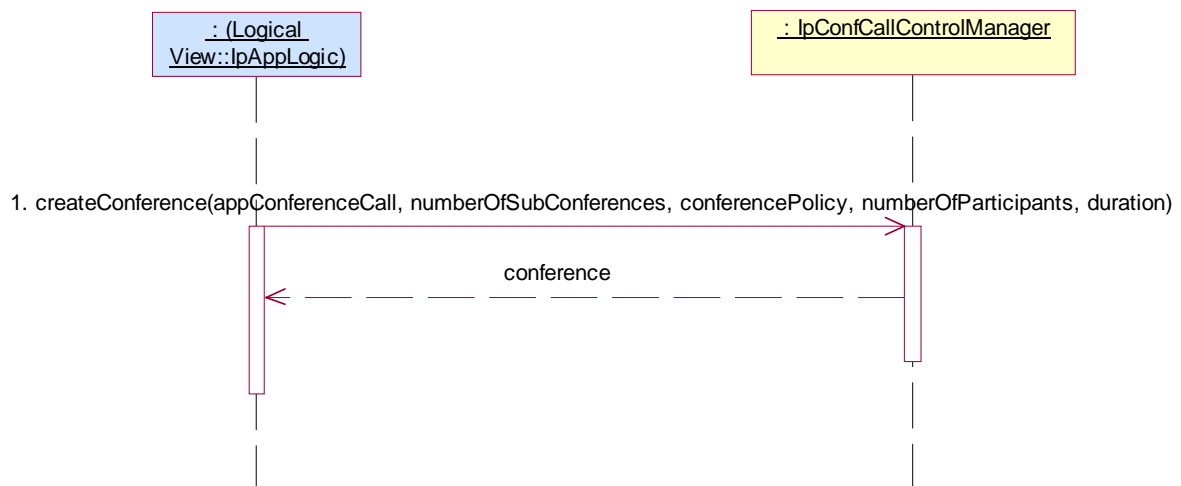 : (Logical
View::IpAppLogic)
: IpConfCallControlManager
1. createConference(appConferenceCall, numberOfSubConferences, conferencePolicy, numberOfParticipants, duration)
conference